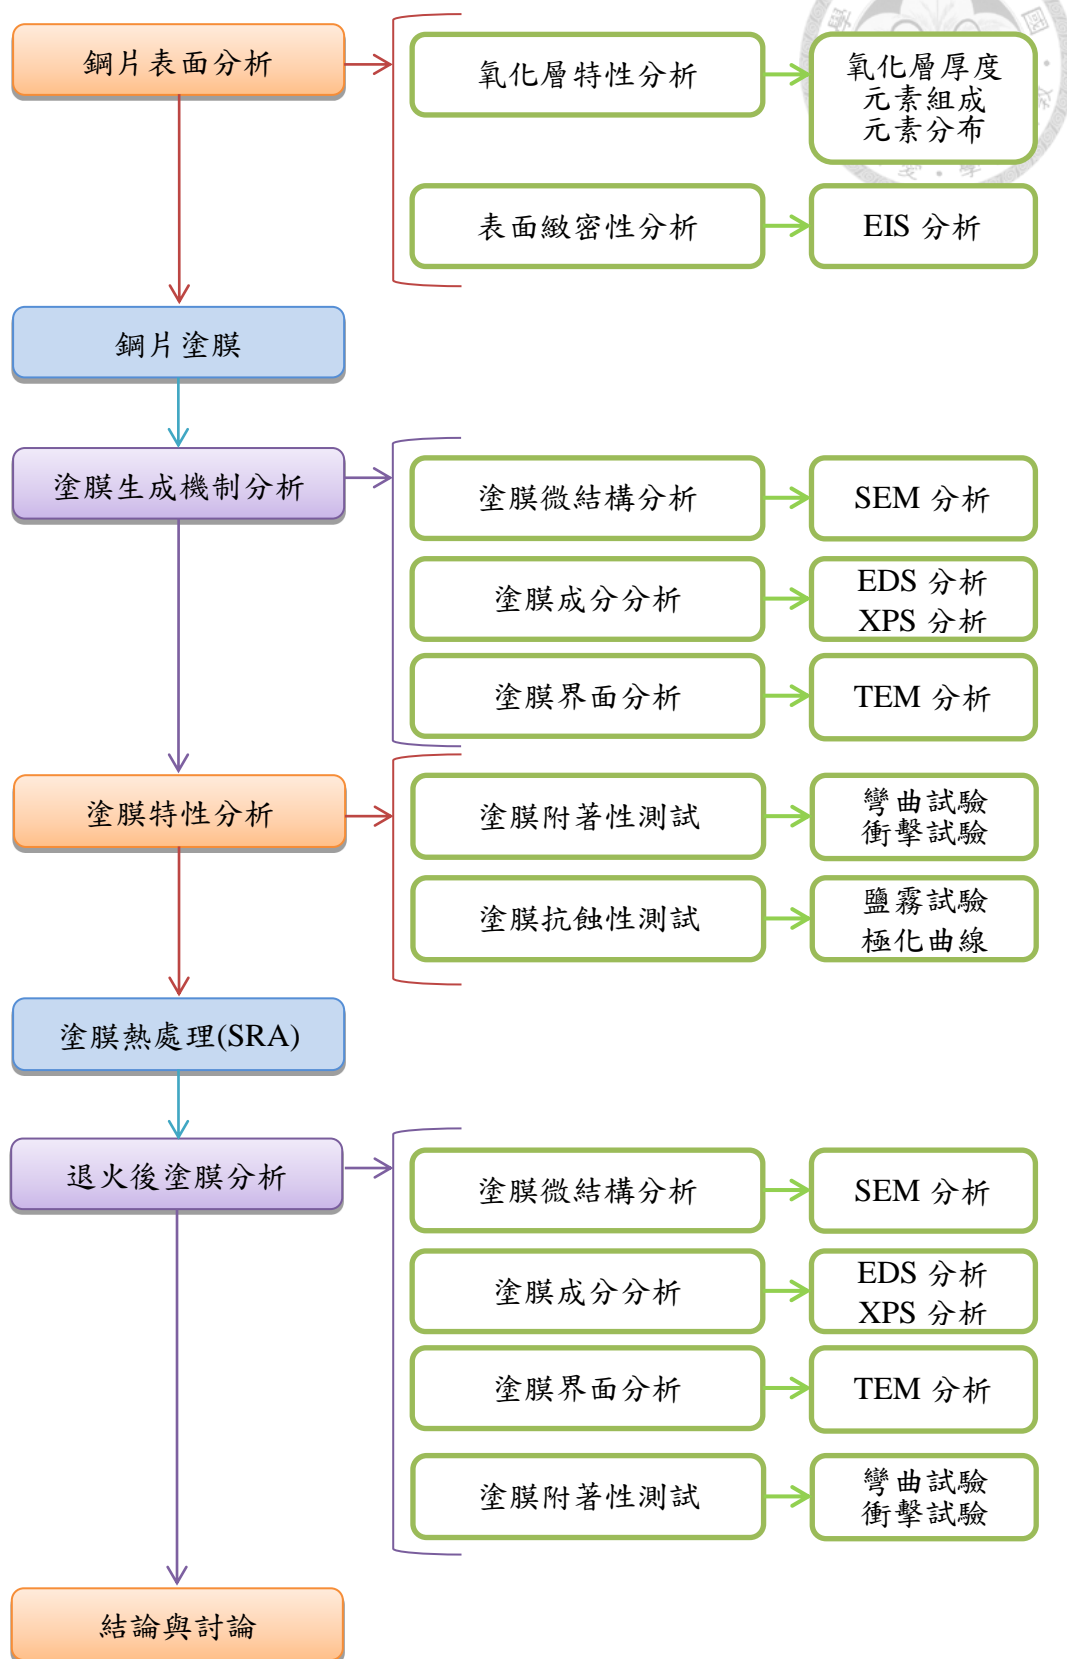 鋼片表面分析
氧化層特性分析
氧化層厚度
元素組成
元素分布
表面緻密性分析
EIS 分析
鋼片塗膜
塗膜生成機制分析
塗膜微結構分析
SEM 分析
塗膜成分分析
EDS 分析
XPS 分析
塗膜界面分析
TEM 分析
塗膜特性分析
塗膜附著性測試
彎曲試驗
衝擊試驗
塗膜抗蝕性測試
鹽霧試驗
極化曲線
塗膜熱處理(SRA)
退火後塗膜分析
塗膜微結構分析
SEM 分析
塗膜成分分析
EDS 分析
XPS 分析
塗膜界面分析
TEM 分析
塗膜附著性測試
彎曲試驗
衝擊試驗
結論與討論